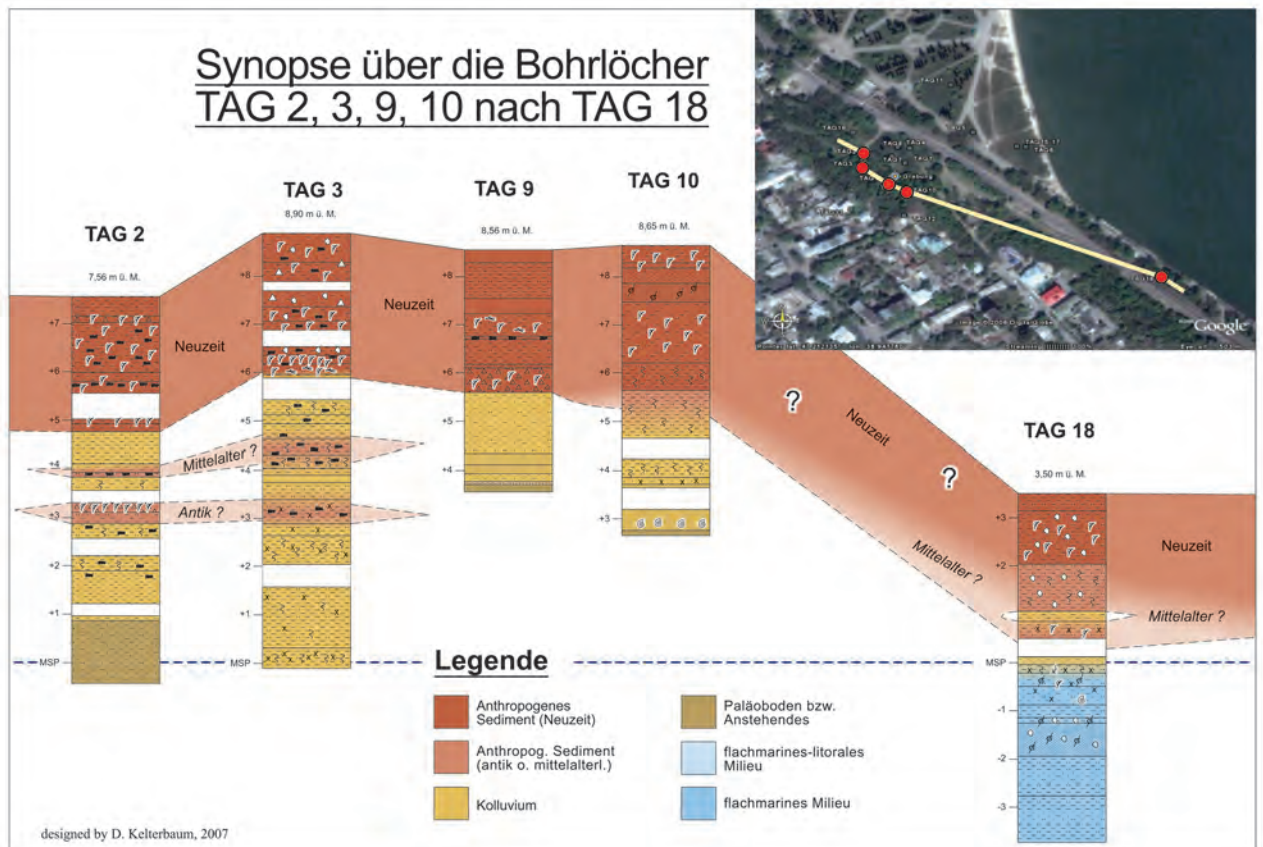 Synopse über die Bohrlöcher
TAG 2, 3, 9, 10 nach TAG 18
TAG 2
7,56 m ü. M.
+7
+6
+5
+4
+3
+2
+1
MSP
Neuzeit
Mittelalter ?
Antik ?
TAG 3
8,90 m ü. M.
+8
+7
+6
+5
+4
+3
+2
+1
MSP
Neuzeit
TAG 9
8,56 m ü. M.
+8
+7
+6
+5
+4
TAG 10
8,65 m ü. M.
+8
+7
+6
+5
+4
+3
?
?
Neuzeit
Mittelalter ?
TAG 18
3,50 m ü. M.
+3
+2
+1
MSP
-1
-2
-3
Neuzeit
Mittelalter ?
TAG11
Google
Legende
Anthropogenes
Sediment (Neuzeit)
Anthropog. Sediment
(antik o. mittelalterl.)
Kolluvium
Paläoboden bzw.
Anstehendes
flachmarines-litorales
Milieu
flachmarines Milieu
designed by D. Kelterbaum, 2007